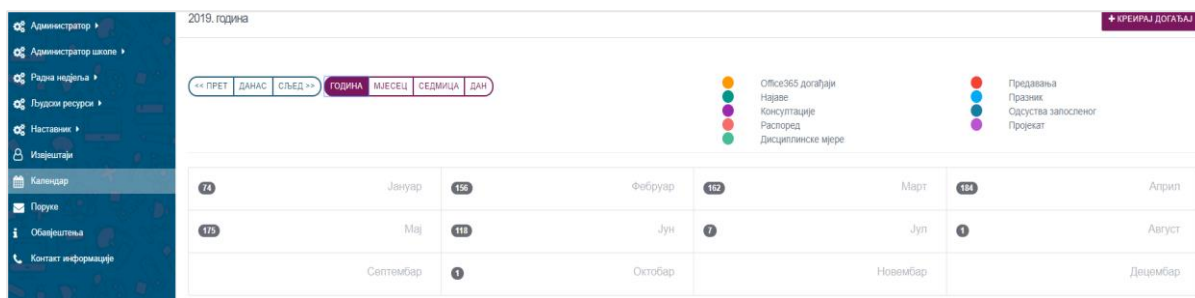 Администратор
Администратор школе
Радна недјеља
Људски ресурси
Наставник
Извјештаји
Календар
Поруке
Обавјештења
Контакт информације
2019. година
+ КРЕИРАЈ ДОГАЂАЈ
<< ПРЕТ ДАНАС СЉЕД >> ГОДИНА МЈЕСЕЦ СЕДМИЦА ДАН
Office365 догађаји
Најаве
Консултације
Распоред
Дисциплинске мјере
Предавања
Празник
Одсуства запосленог
Пројекат
74 Јануар 156 Фебруар 162 Март 184 Април
175 Мај 118 Јун 7 Јул 1 Август
Септембар 1 Октобар Новембар Децембар